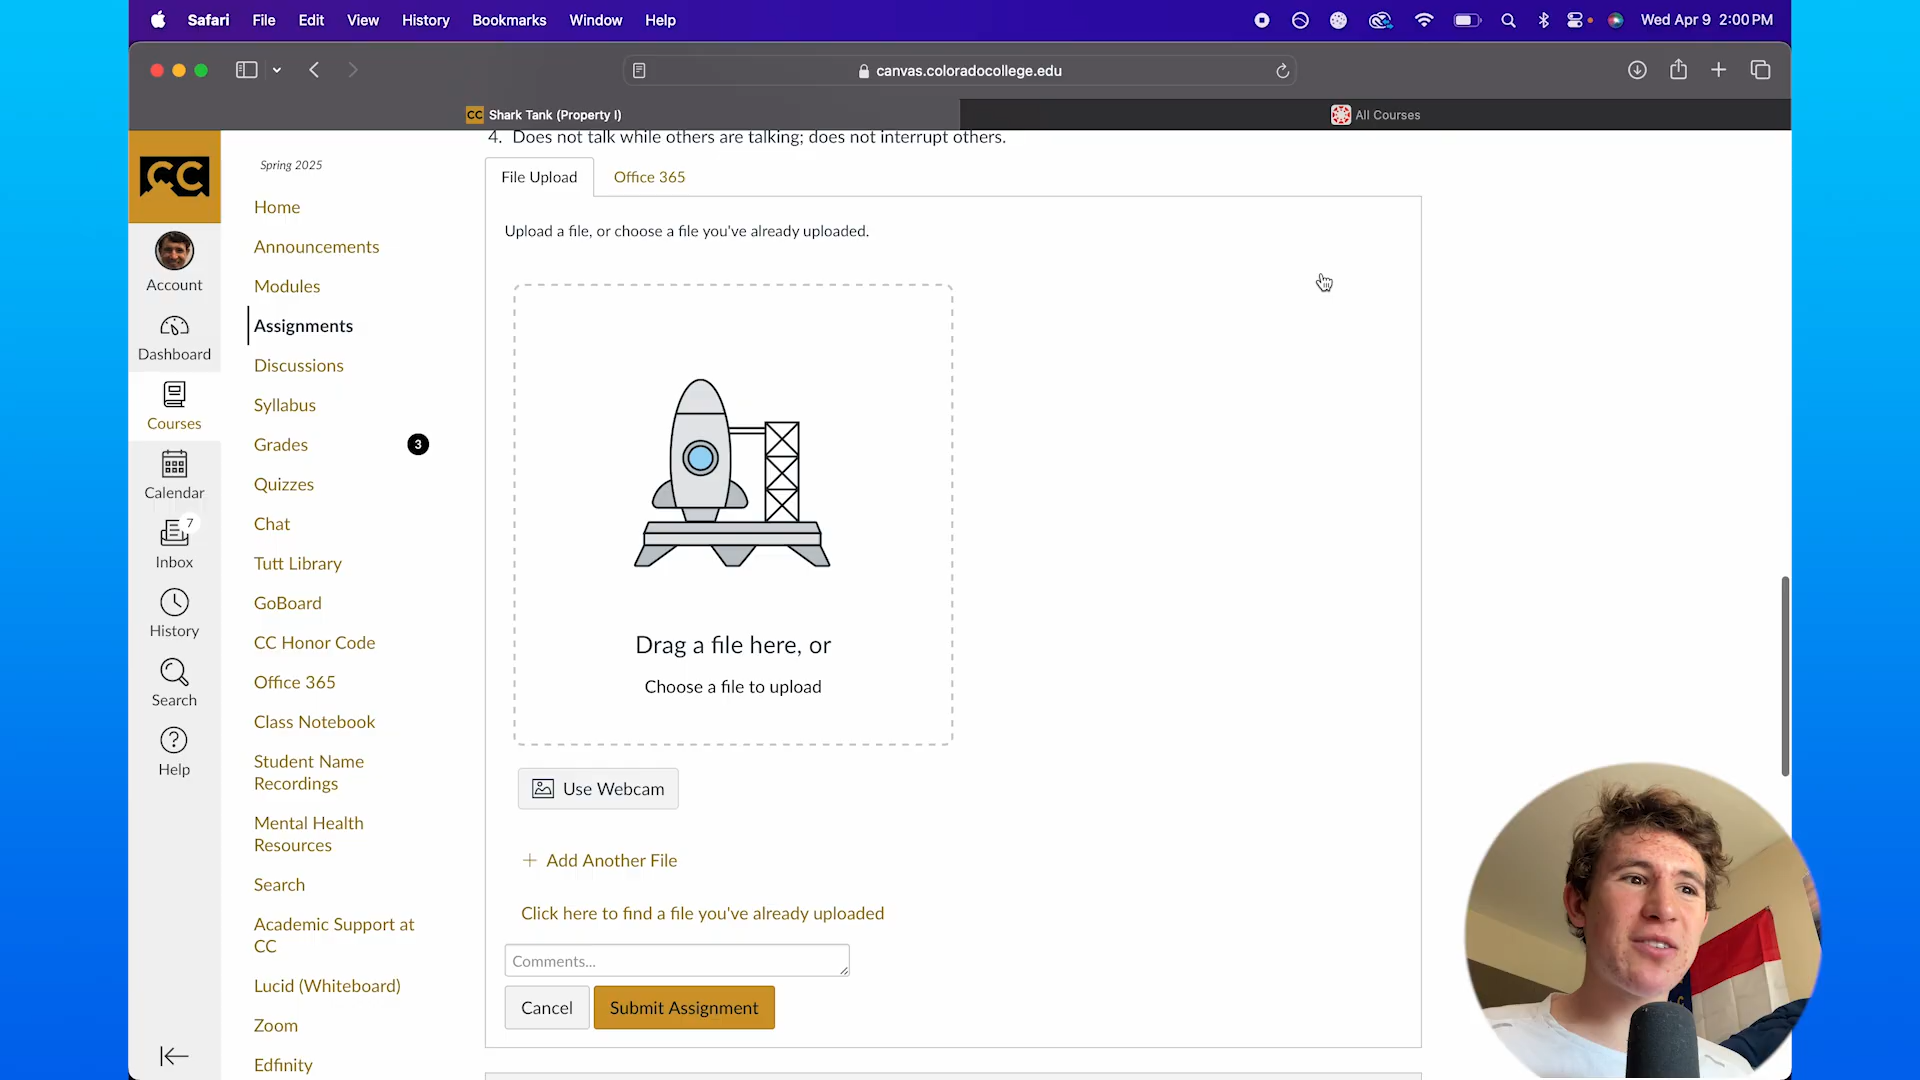 Safari File Edit View History Bookmarks Window Help
Wed Apr 9 2:00 PM
canvas.coloradocollege.edu
CC Shark Tank (Property I)
All Courses
CC
Account
Dashboard
Courses
Calendar
7
Inbox
History
Search
Help
Spring 2025
Home
Announcements
Modules
Assignments
Discussions
Syllabus
Grades 3
Quizzes
Chat
Tutt Library
GoBoard
CC Honor Code
Office 365
Class Notebook
Student Name
Recordings
Mental Health
Resources
Search
Academic Support at
CC
Lucid (Whiteboard)
Zoom
Edfinity
4. Does not talk while others are talking; does not interrupt others.
File Upload Office 365
Upload a file, or choose a file you've already uploaded.
Drag a file here, or
Choose a file to upload
Use Webcam
+ Add Another File
Click here to find a file you've already uploaded
Comments...
Cancel Submit Assignment